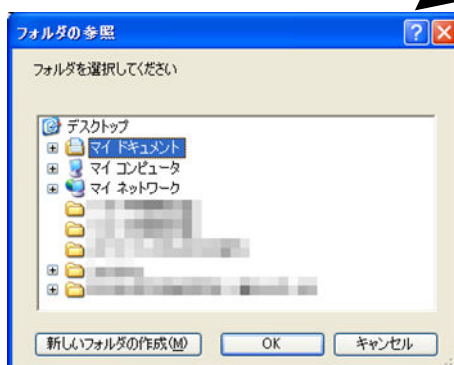 フォルダの参照
フォルダを選択してください
デスクトップ
マイ ドキュメント
マイ コンピュータ
マイ ネットワーク
新しいフォルダの作成(M)
OK
キャンセル